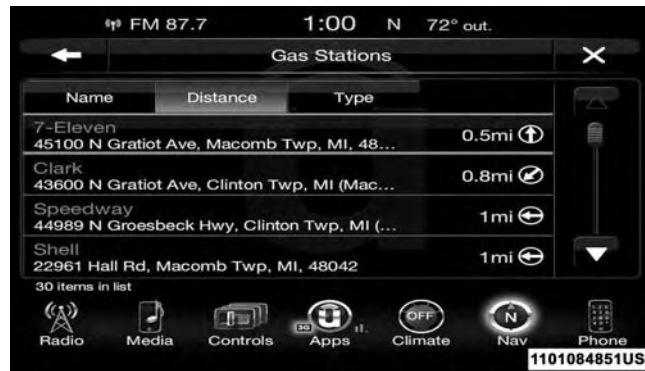 FM 87.7 1:00 N 72° out.
Gas Stations
Name Distance Type
7-Eleven
45100 N Gratiot Ave, Macomb Twp, MI, 48... 0.5mi
Clark
43600 N Gratiot Ave, Clinton Twp, MI (Mac... 0.8mi
Speedway
44989 N Groesbeck Hwy, Clinton Twp, MI (... 1mi
Shell
22961 Hall Rd, Macomb Twp, MI, 48042 1mi
30 items in list
3G OFF N
Radio Media Controls Apps Climate Nav Phone
1101084851US